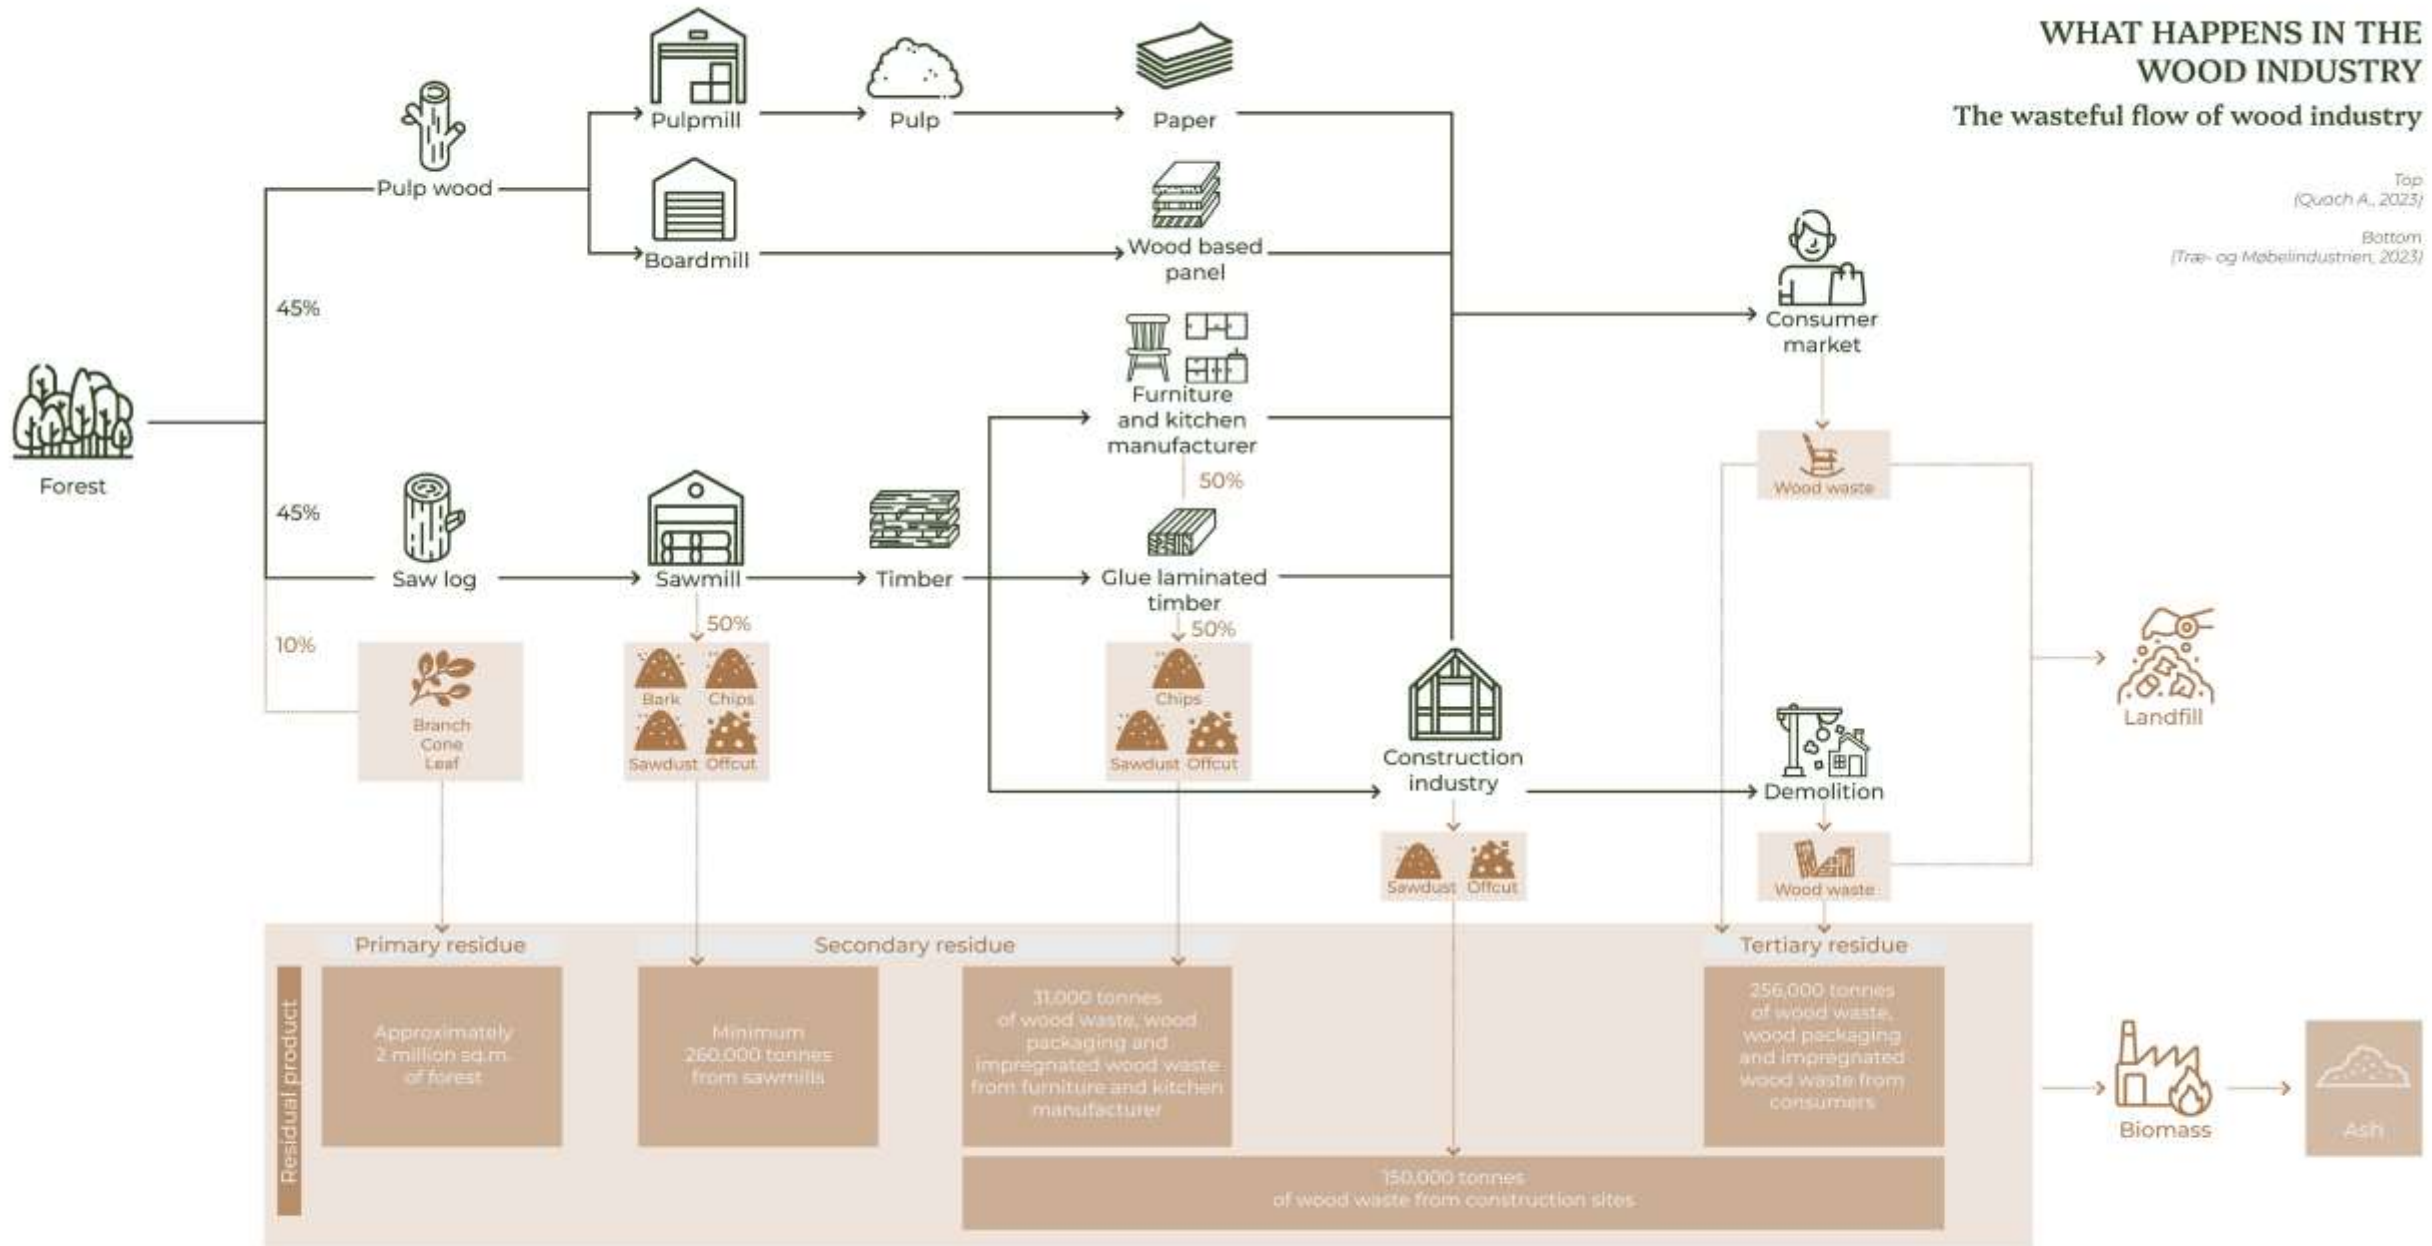 WHAT HAPPENS IN THE
WOOD INDUSTRY
The wasteful flow of wood industry
Top
(Quach A., 2023)
Bottom
(Træ- og Møbelindustrien, 2023)
Pulpmill
Pulp
Paper
Pulp wood
Boardmill
Wood based
panel
45%
Consumer
market
Furniture
and kitchen
manufacturer
50%
Forest
Wood waste
45%
Saw log
Sawmill
Timber
Glue laminated
timber
10%
50%
50%
Branch
Cone
Leaf
Bark
Chips
Sawdust
Offcut
Chips
Sawdust
Offcut
Landfill
Construction
industry
Demolition
Sawdust
Offcut
Wood waste
Primary residue
Secondary residue
Tertiary residue
Residual product
Approximately
2 million sq.m.
of forest
Minimum
260,000 tonnes
from sawmills
31,000 tonnes
of wood waste, wood
packaging and
impregnated wood waste
from furniture and kitchen
manufacturer
256,000 tonnes
of wood waste,
wood packaging
and impregnated
wood waste from
consumers
150,000 tonnes
of wood waste from construction sites
Biomass
Ash